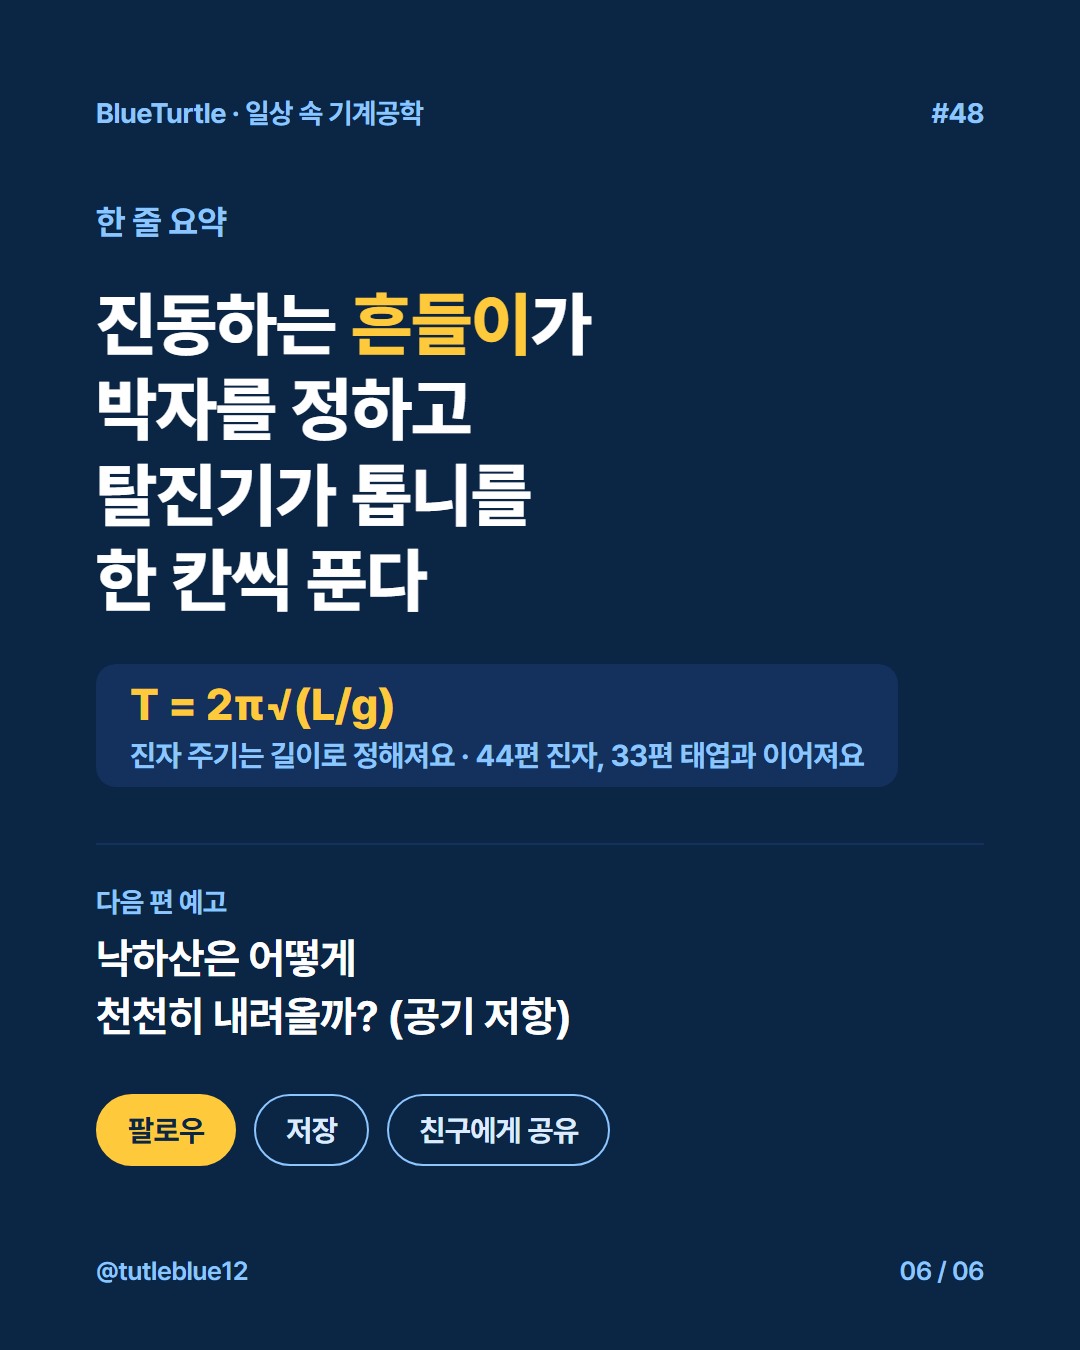 BlueTurtle · 일상 속 기계공학
#48
한 줄 요약
진동하는 흔들이가
박자를 정하고
탈진기가 톱니를
한 칸씩 푼다
T = 2π√(L/g)
진자 주기는 길이로 정해져요 · 44편 진자, 33편 태엽과 이어져요
다음 편 예고
낙하산은 어떻게
천천히 내려올까? (공기 저항)
팔로우
저장
친구에게 공유
@tutleblue12
06 / 06